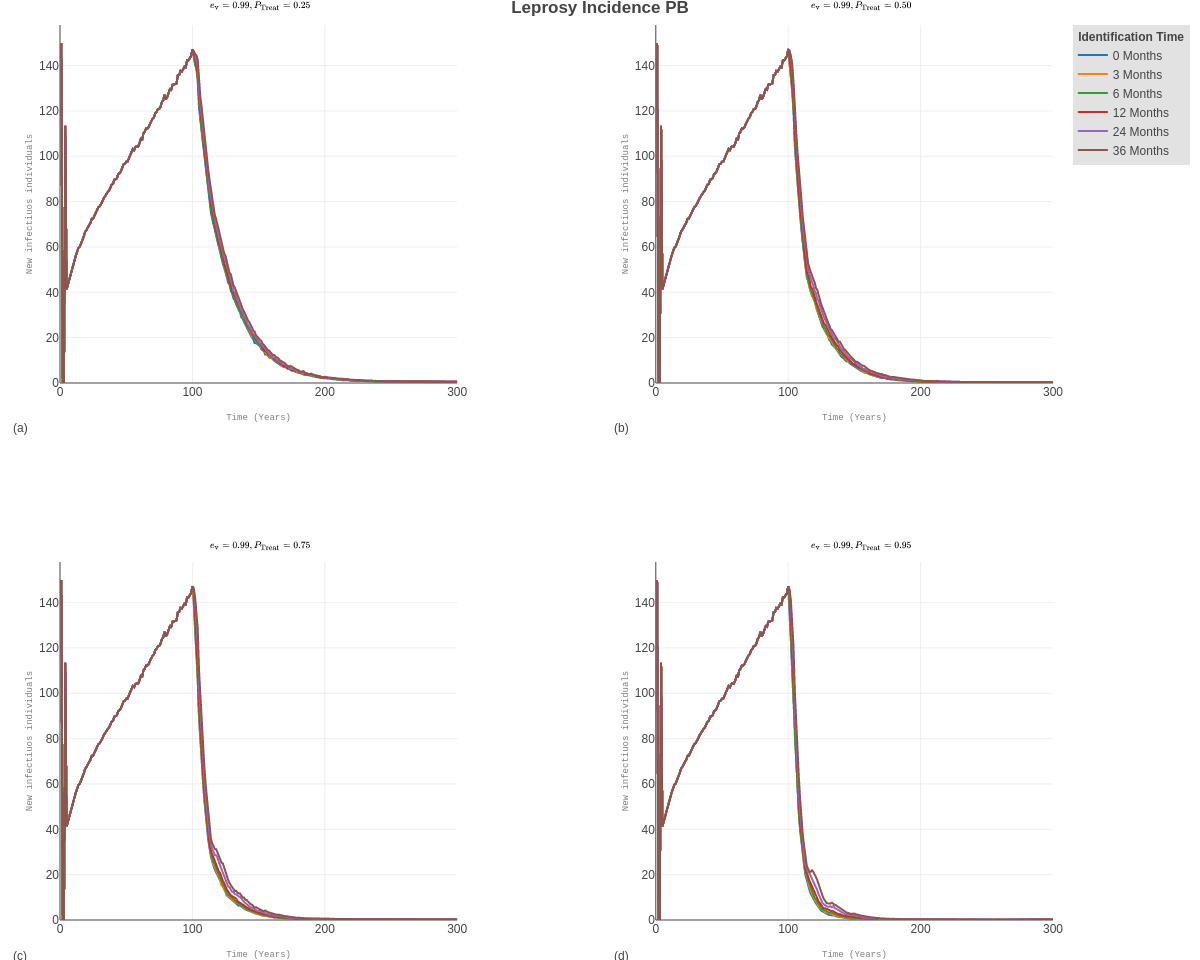 Leprosy Incidence PB
e_v = 0.99, P_Treat = 0.25
e_v = 0.99, P_Treat = 0.50
Identification Time
0 Months
3 Months
6 Months
12 Months
24 Months
36 Months
New infectiuos individuals
140
120
100
80
60
40
20
0
0 100 200 300
Time (Years)
(a)
New infectiuos individuals
140
120
100
80
60
40
20
0
0 100 200 300
Time (Years)
(b)
e_v = 0.99, P_Treat = 0.75
New infectiuos individuals
140
120
100
80
60
40
20
0
0 100 200 300
Time (Years)
(c)
e_v = 0.99, P_Treat = 0.95
New infectiuos individuals
140
120
100
80
60
40
20
0
0 100 200 300
Time (Years)
(d)